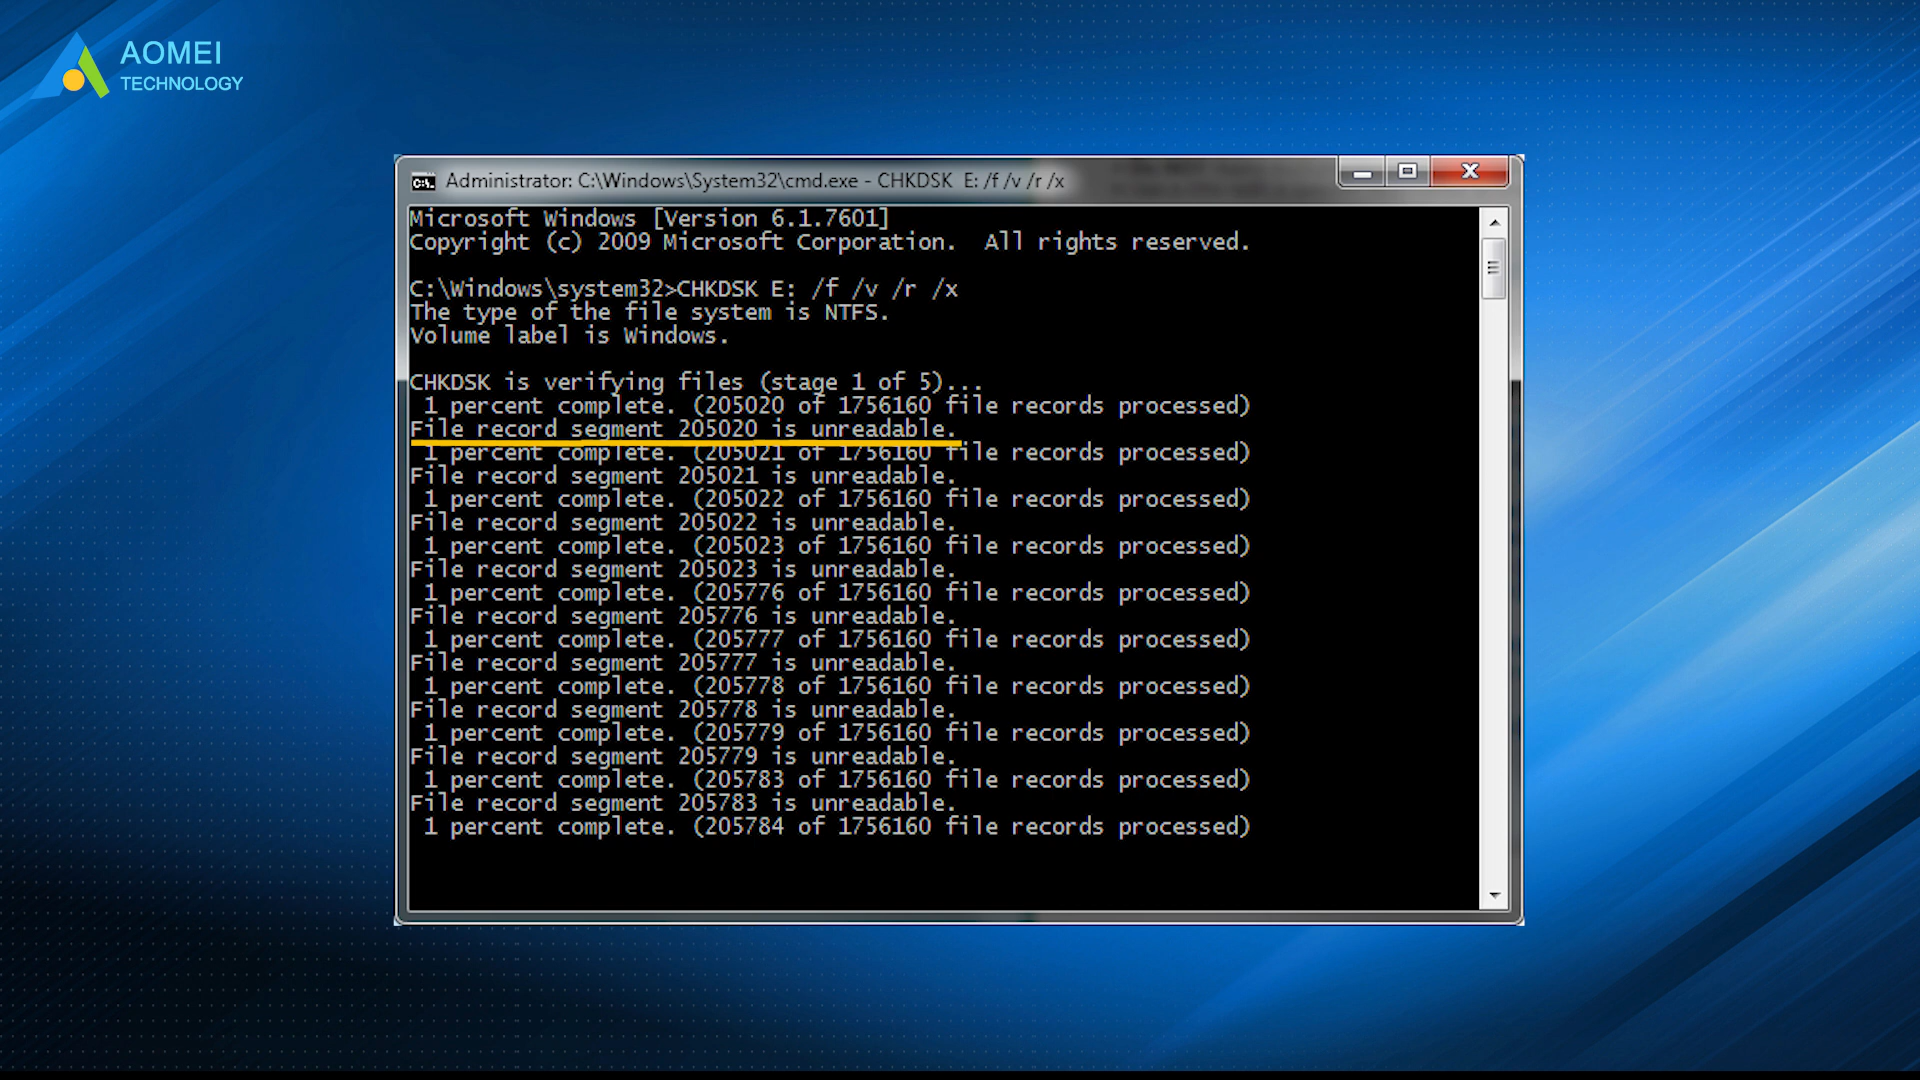 AOMEI
TECHNOLOGY
Administrator: C:\Windows\System32\cmd.exe - CHKDSK E: /f /v /r /x
Microsoft Windows [Version 6.1.7601]
Copyright (c) 2009 Microsoft Corporation.  All rights reserved.
C:\Windows\system32>CHKDSK E: /f /v /r /x
The type of the file system is NTFS.
Volume label is Windows.
CHKDSK is verifying files (stage 1 of 5)...
1 percent complete. (205020 of 1756160 file records processed)
File record segment 205020 is unreadable.
1 percent complete. (205021 of 1756160 file records processed)
File record segment 205021 is unreadable.
1 percent complete. (205022 of 1756160 file records processed)
File record segment 205022 is unreadable.
1 percent complete. (205023 of 1756160 file records processed)
File record segment 205023 is unreadable.
1 percent complete. (205776 of 1756160 file records processed)
File record segment 205776 is unreadable.
1 percent complete. (205777 of 1756160 file records processed)
File record segment 205777 is unreadable.
1 percent complete. (205778 of 1756160 file records processed)
File record segment 205778 is unreadable.
1 percent complete. (205779 of 1756160 file records processed)
File record segment 205779 is unreadable.
1 percent complete. (205783 of 1756160 file records processed)
File record segment 205783 is unreadable.
1 percent complete. (205784 of 1756160 file records processed)